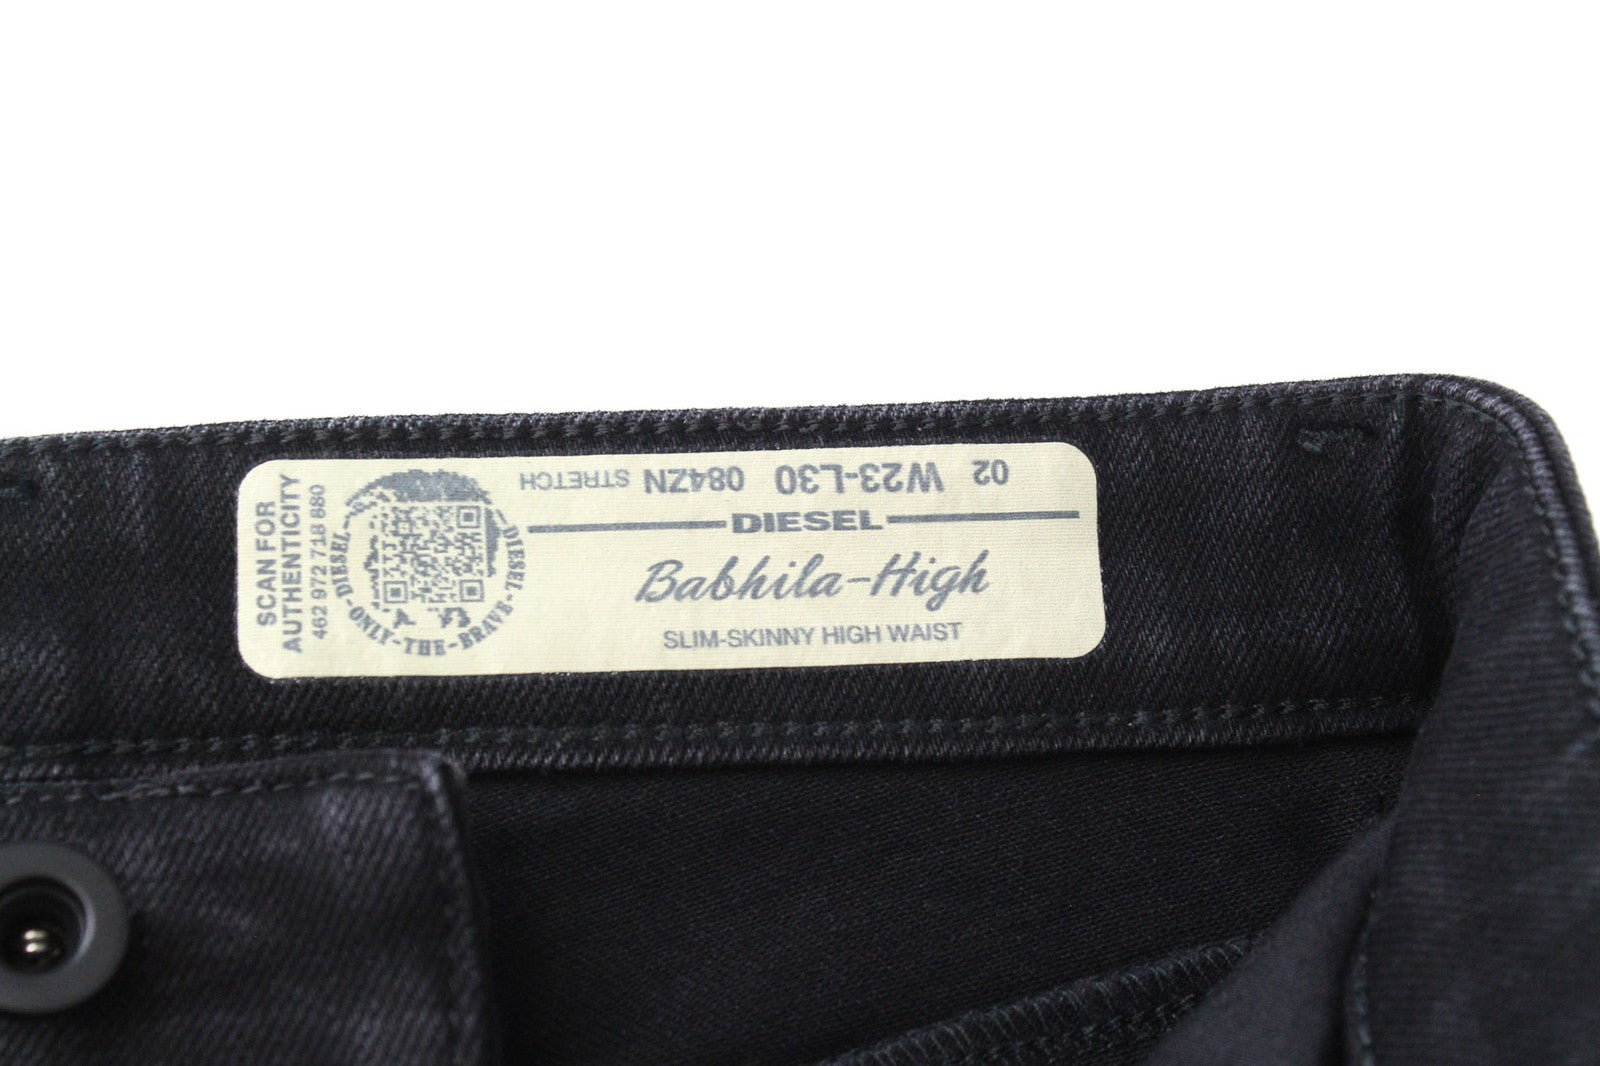 SCAN FOR
AUTHENTICITY
462 972 718 880
DIESEL-ONLY-THE-BRAVE-DIESEL
02 W23-L30 084ZN STRETCH
DIESEL
Babhila-High
SLIM-SKINNY HIGH WAIST